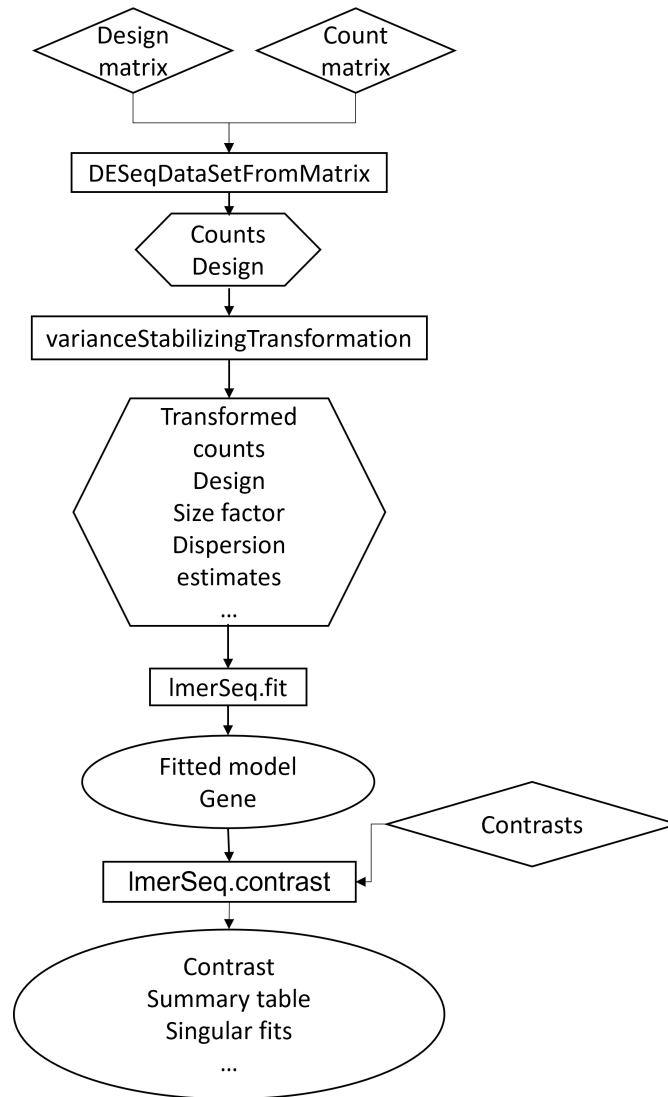 Design
matrix
Count
matrix
DESeqDataSetFromMatrix
Counts
Design
varianceStabilizingTransformation
Transformed
counts
Design
Size factor
Dispersion
estimates
...
lmerSeq.fit
Fitted model
Gene
Contrasts
lmerSeq.contrast
Contrast
Summary table
Singular fits
...